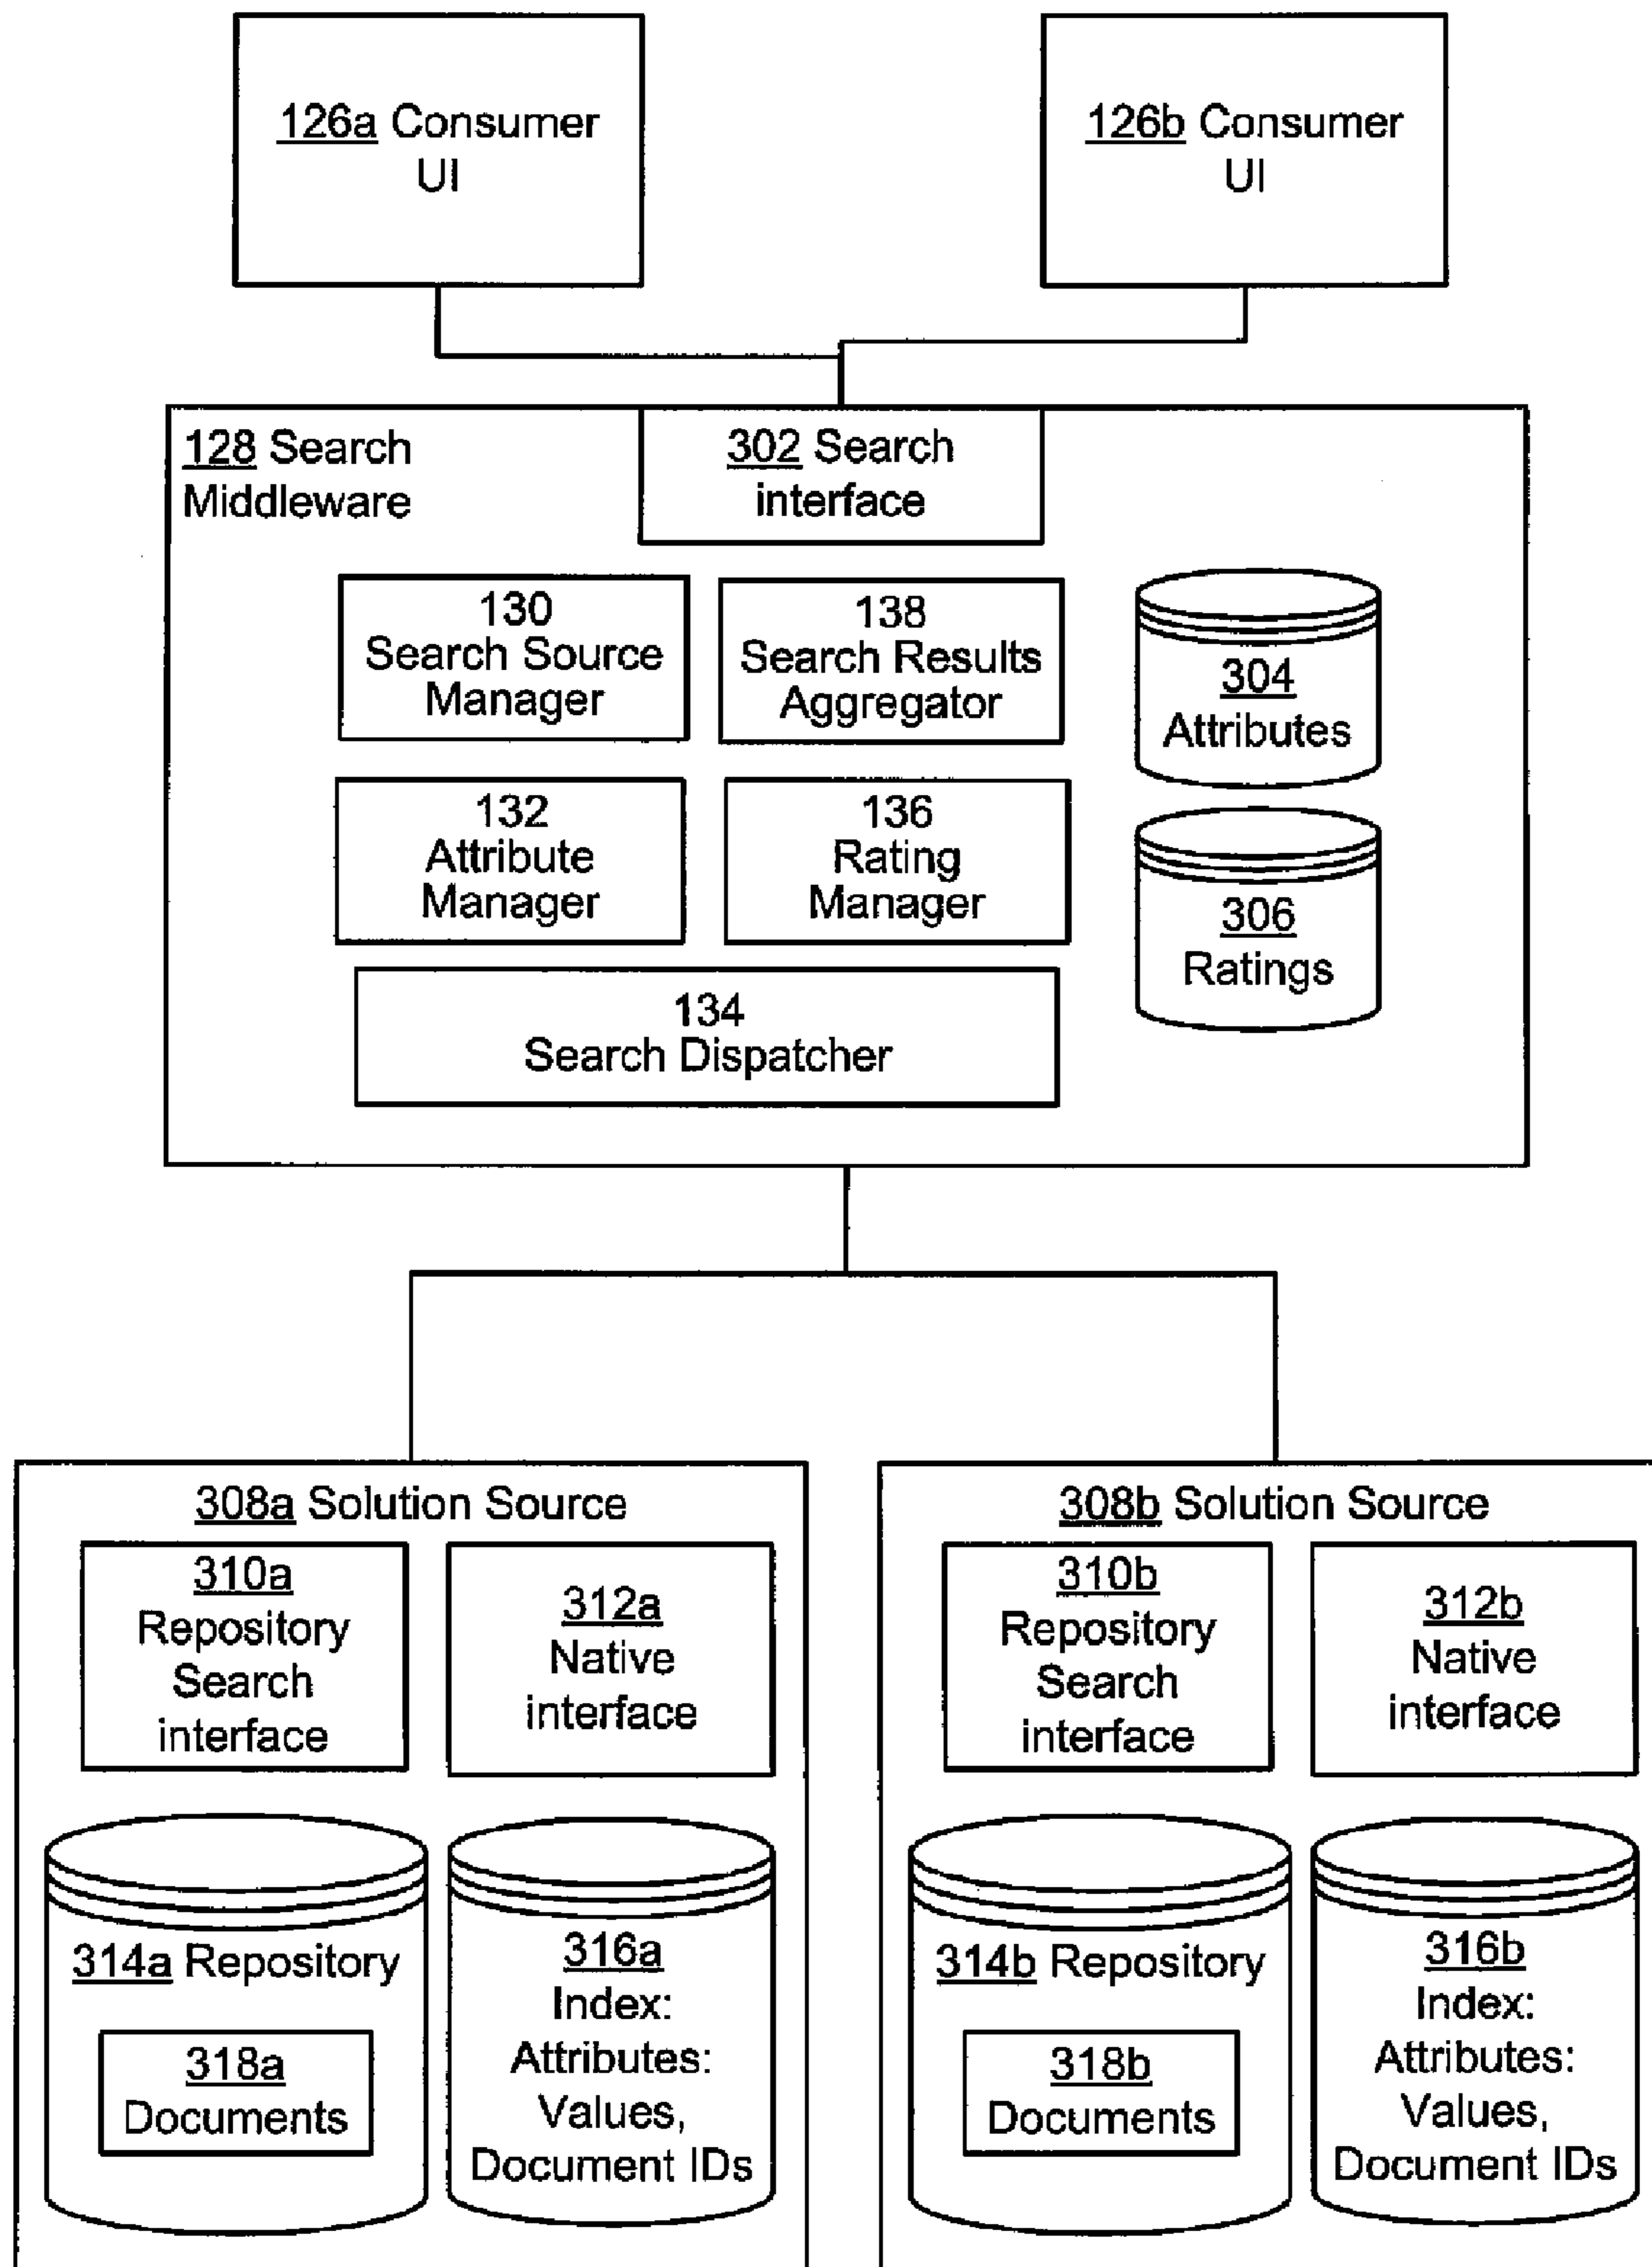 126a Consumer
UI
126b Consumer
UI
128 Search
Middleware
302 Search
interface
130
Search Source
Manager
138
Search Results
Aggregator
304
Attributes
132
Attribute
Manager
136
Rating
Manager
306
Ratings
134
Search Dispatcher
308a Solution Source
310a
Repository
Search
interface
312a
Native
interface
314a Repository
318a
Documents
316a
Index:
Attributes:
Values,
Document IDs
308b Solution Source
310b
Repository
Search
interface
312b
Native
interface
314b Repository
318b
Documents
316b
Index:
Attributes:
Values,
Document IDs